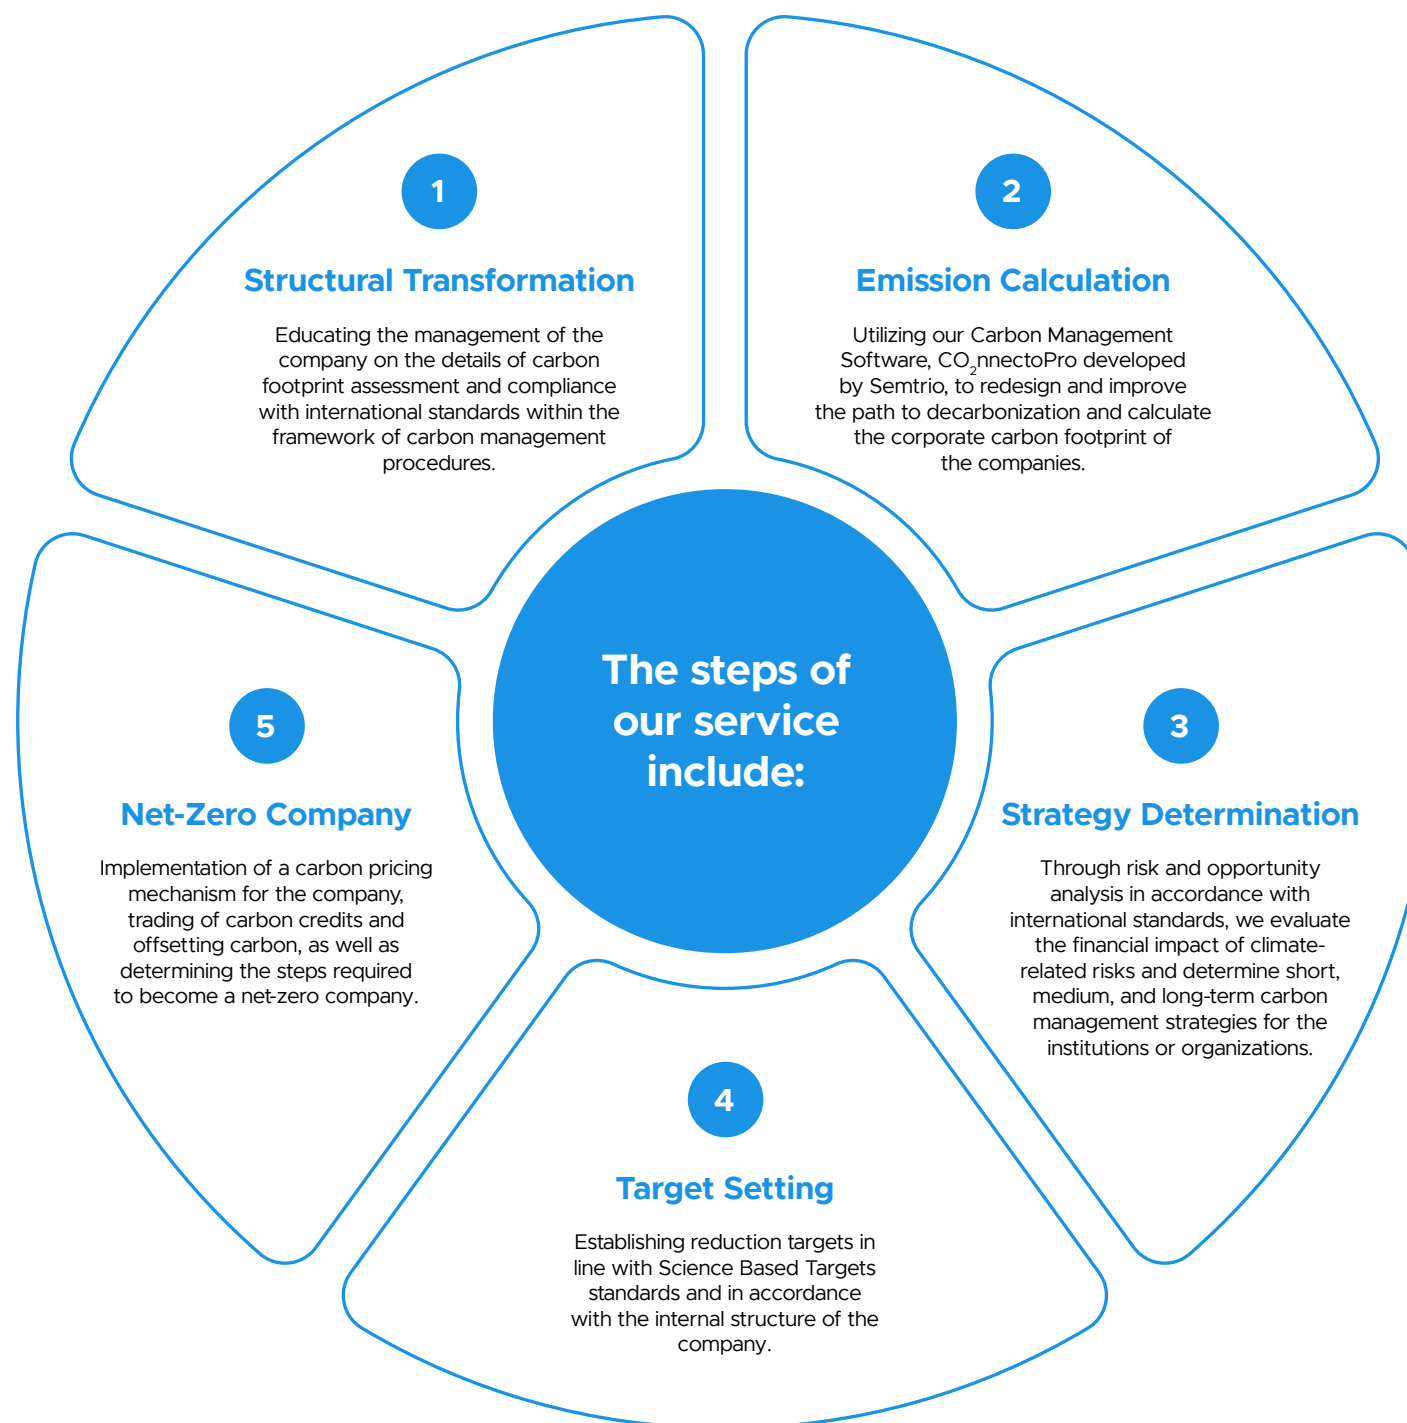 1
Structural Transformation
Educating the management of the
company on the details of carbon
footprint assessment and compliance
with international standards within the
framework of carbon management
procedures.
2
Emission Calculation
Utilizing our Carbon Management
Software, CO₂nnectoPro developed
by Semtrio, to redesign and improve
the path to decarbonization and calculate
the corporate carbon footprint of
the companies.
The steps of
our service
include:
3
Strategy Determination
Through risk and opportunity
analysis in accordance with
international standards, we evaluate
the financial impact of climate-
related risks and determine short,
medium, and long-term carbon
management strategies for the
institutions or organizations.
4
Target Setting
Establishing reduction targets in
line with Science Based Targets
standards and in accordance
with the internal structure of the
company.
5
Net-Zero Company
Implementation of a carbon pricing
mechanism for the company,
trading of carbon credits and
offsetting carbon, as well as
determining the steps required
to become a net-zero company.